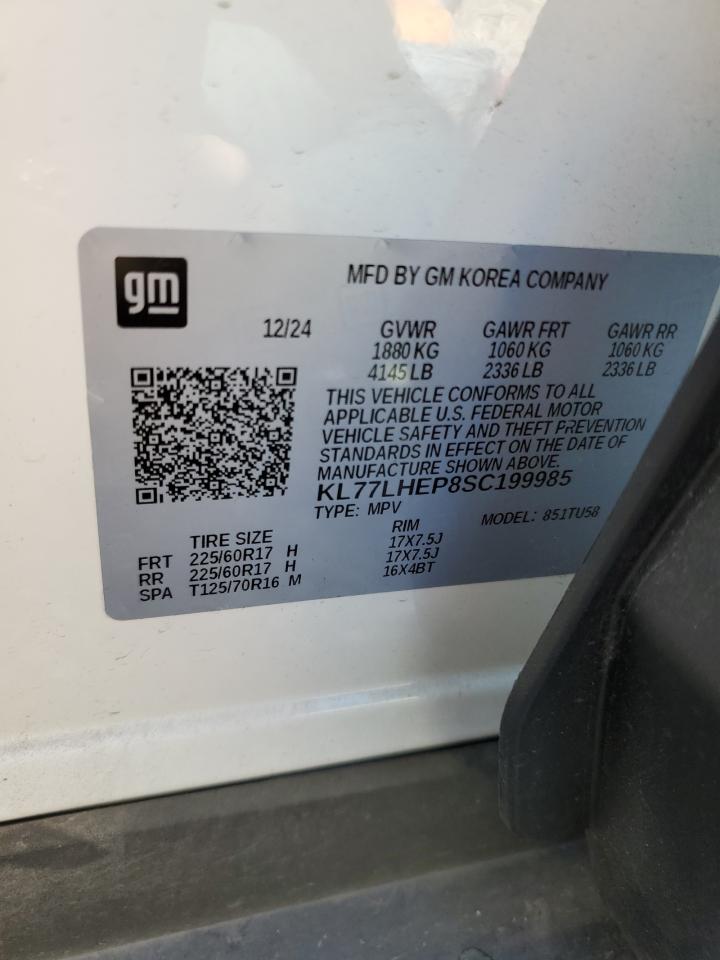 gm
MFD BY GM KOREA COMPANY
12/24 GVWR GAWR FRT GAWR RR
1880 KG 1060 KG 1060 KG
4145 LB 2336 LB 2336 LB
THIS VEHICLE CONFORMS TO ALL
APPLICABLE U.S. FEDERAL MOTOR
VEHICLE SAFETY AND THEFT PREVENTION
STANDARDS IN EFFECT ON THE DATE OF
MANUFACTURE SHOWN ABOVE.
KL77LHEP8SC199985
TYPE: MPV MODEL: 851TU58
TIRE SIZE RIM
FRT 225/60R17 H 17X7.5J
RR 225/60R17 H 17X7.5J
SPA T125/70R16 M 16X4BT